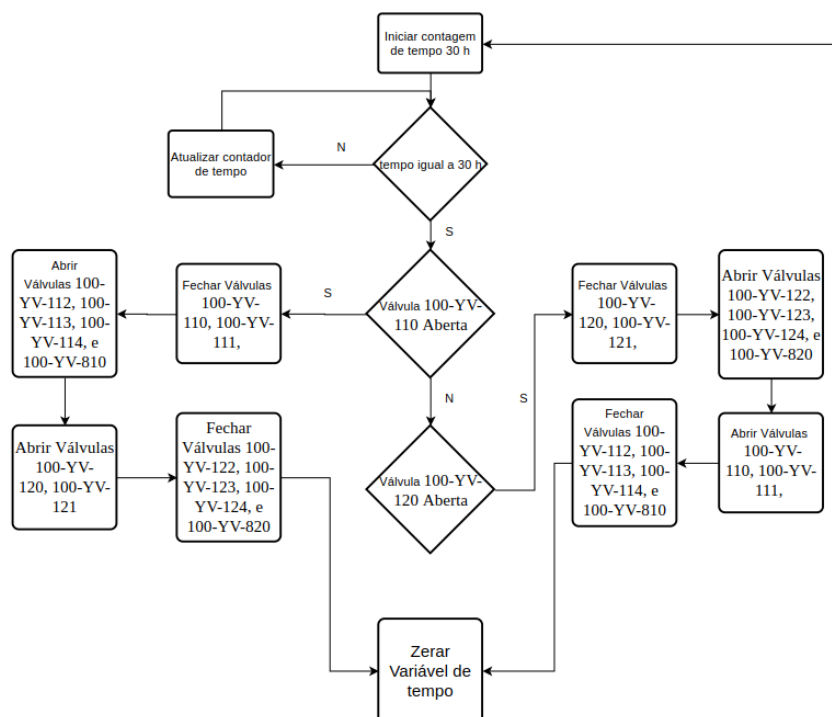 Iniciar contagem
de tempo 30 h
Atualizar contador
de tempo
N
tempo igual a 30 h
S
Abrir
Válvulas 100-
YV-112, 100-
YV-113, 100-
YV-114, e
100-YV-810
Fechar Válvulas
100-YV-
110, 100-YV-
111,
S
Válvula 100-YV-
110 Aberta
Fechar Válvulas
100-YV-
120, 100-YV-
121,
Abrir Válvulas
100-YV-122,
100-YV-123,
100-YV-124, e
100-YV-820
N
S
Abrir Válvulas
100-YV-
120, 100-YV-
121
Fechar
Válvulas 100-
YV-122, 100-
YV-123, 100-
YV-124, e
100-YV-820
Válvula 100-YV-
120 Aberta
Fechar
Válvulas 100-
YV-112, 100-
YV-113, 100-
YV-114, e
100-YV-810
Abrir Válvulas
100-YV-
110, 100-YV-
111,
Zerar
Variável de
tempo